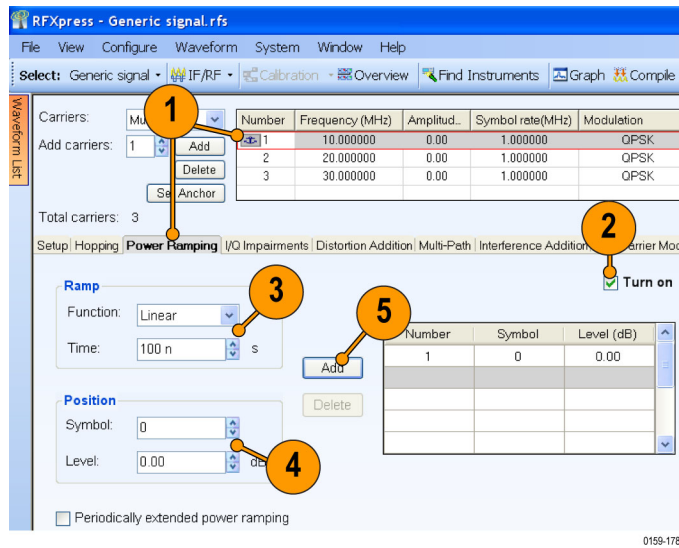 RFXpress - Generic signal.rfs
File View Configure Waveform System Window Help
Select: Generic signal IF/RF Calibration Overview Find Instruments Graph Compile
Waveform List
Carriers:
Add carriers: 1 Add
Delete
Total carriers: 3
Number Frequency (MHz) Amplitud... Symbol rate(MHz) Modulation
1 10.000000 0.00 1.000000 QPSK
2 20.000000 0.00 1.000000 QPSK
3 30.000000 0.00 1.000000 QPSK
1
Setup Hopping Power Ramping I/Q Impairments Distortion Addition Multi-Path Interference Addition
2
Turn on
Ramp
Function: Linear
Time: 100 n s
3
Position
Symbol: 0
Level: 0.00
4
5
Add
Delete
Number Symbol Level (dB)
1 0 0.00
Periodically extended power ramping
0159-178